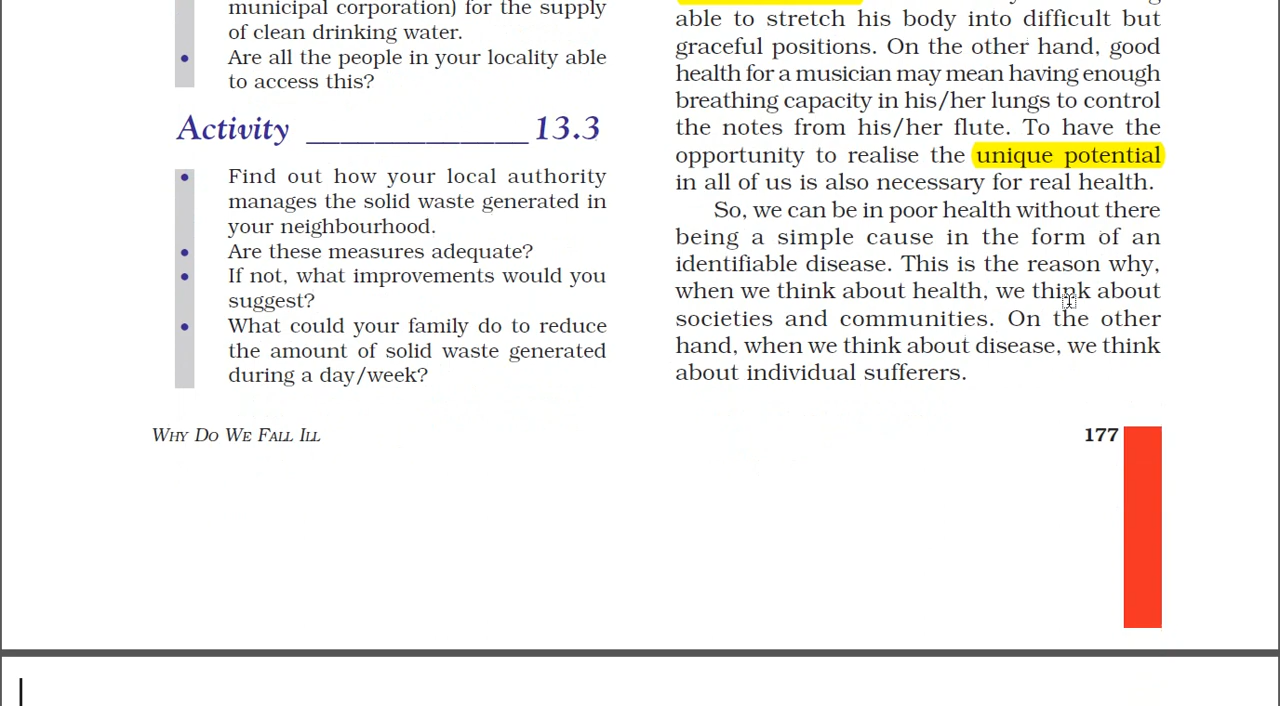 municipal corporation) for the supply
of clean drinking water.
• Are all the people in your locality able
to access this?
Activity _____________ 13.3
• Find out how your local authority
manages the solid waste generated in
your neighbourhood.
• Are these measures adequate?
• If not, what improvements would you
suggest?
• What could your family do to reduce
the amount of solid waste generated
during a day/week?
able to stretch his body into difficult but
graceful positions. On the other hand, good
health for a musician may mean having enough
breathing capacity in his/her lungs to control
the notes from his/her flute. To have the
opportunity to realise the unique potential
in all of us is also necessary for real health.
So, we can be in poor health without there
being a simple cause in the form of an
identifiable disease. This is the reason why,
when we think about health, we think about
societies and communities. On the other
hand, when we think about disease, we think
about individual sufferers.
WHY DO WE FALL ILL
177